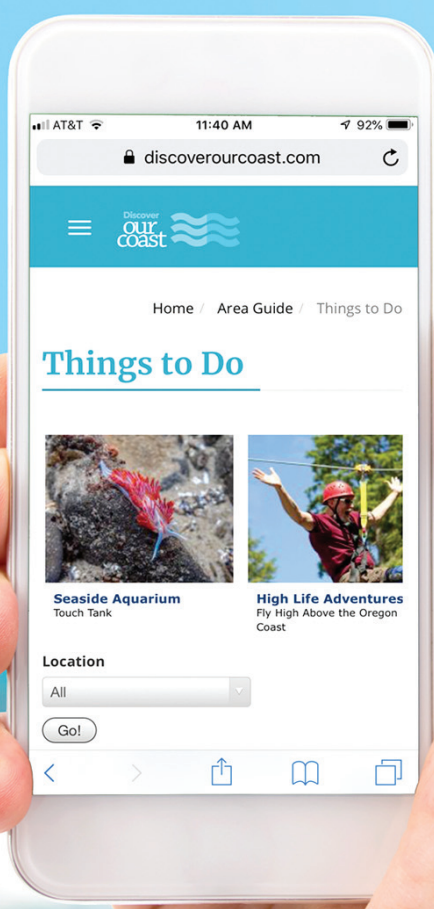 AT&T 11:40 AM 92%
discoverourcoast.com
Discover
our
coast
Home / Area Guide / Things to Do
Things to Do
Seaside Aquarium
Touch Tank
High Life Adventures
Fly High Above the Oregon
Coast
Location
All
Go!